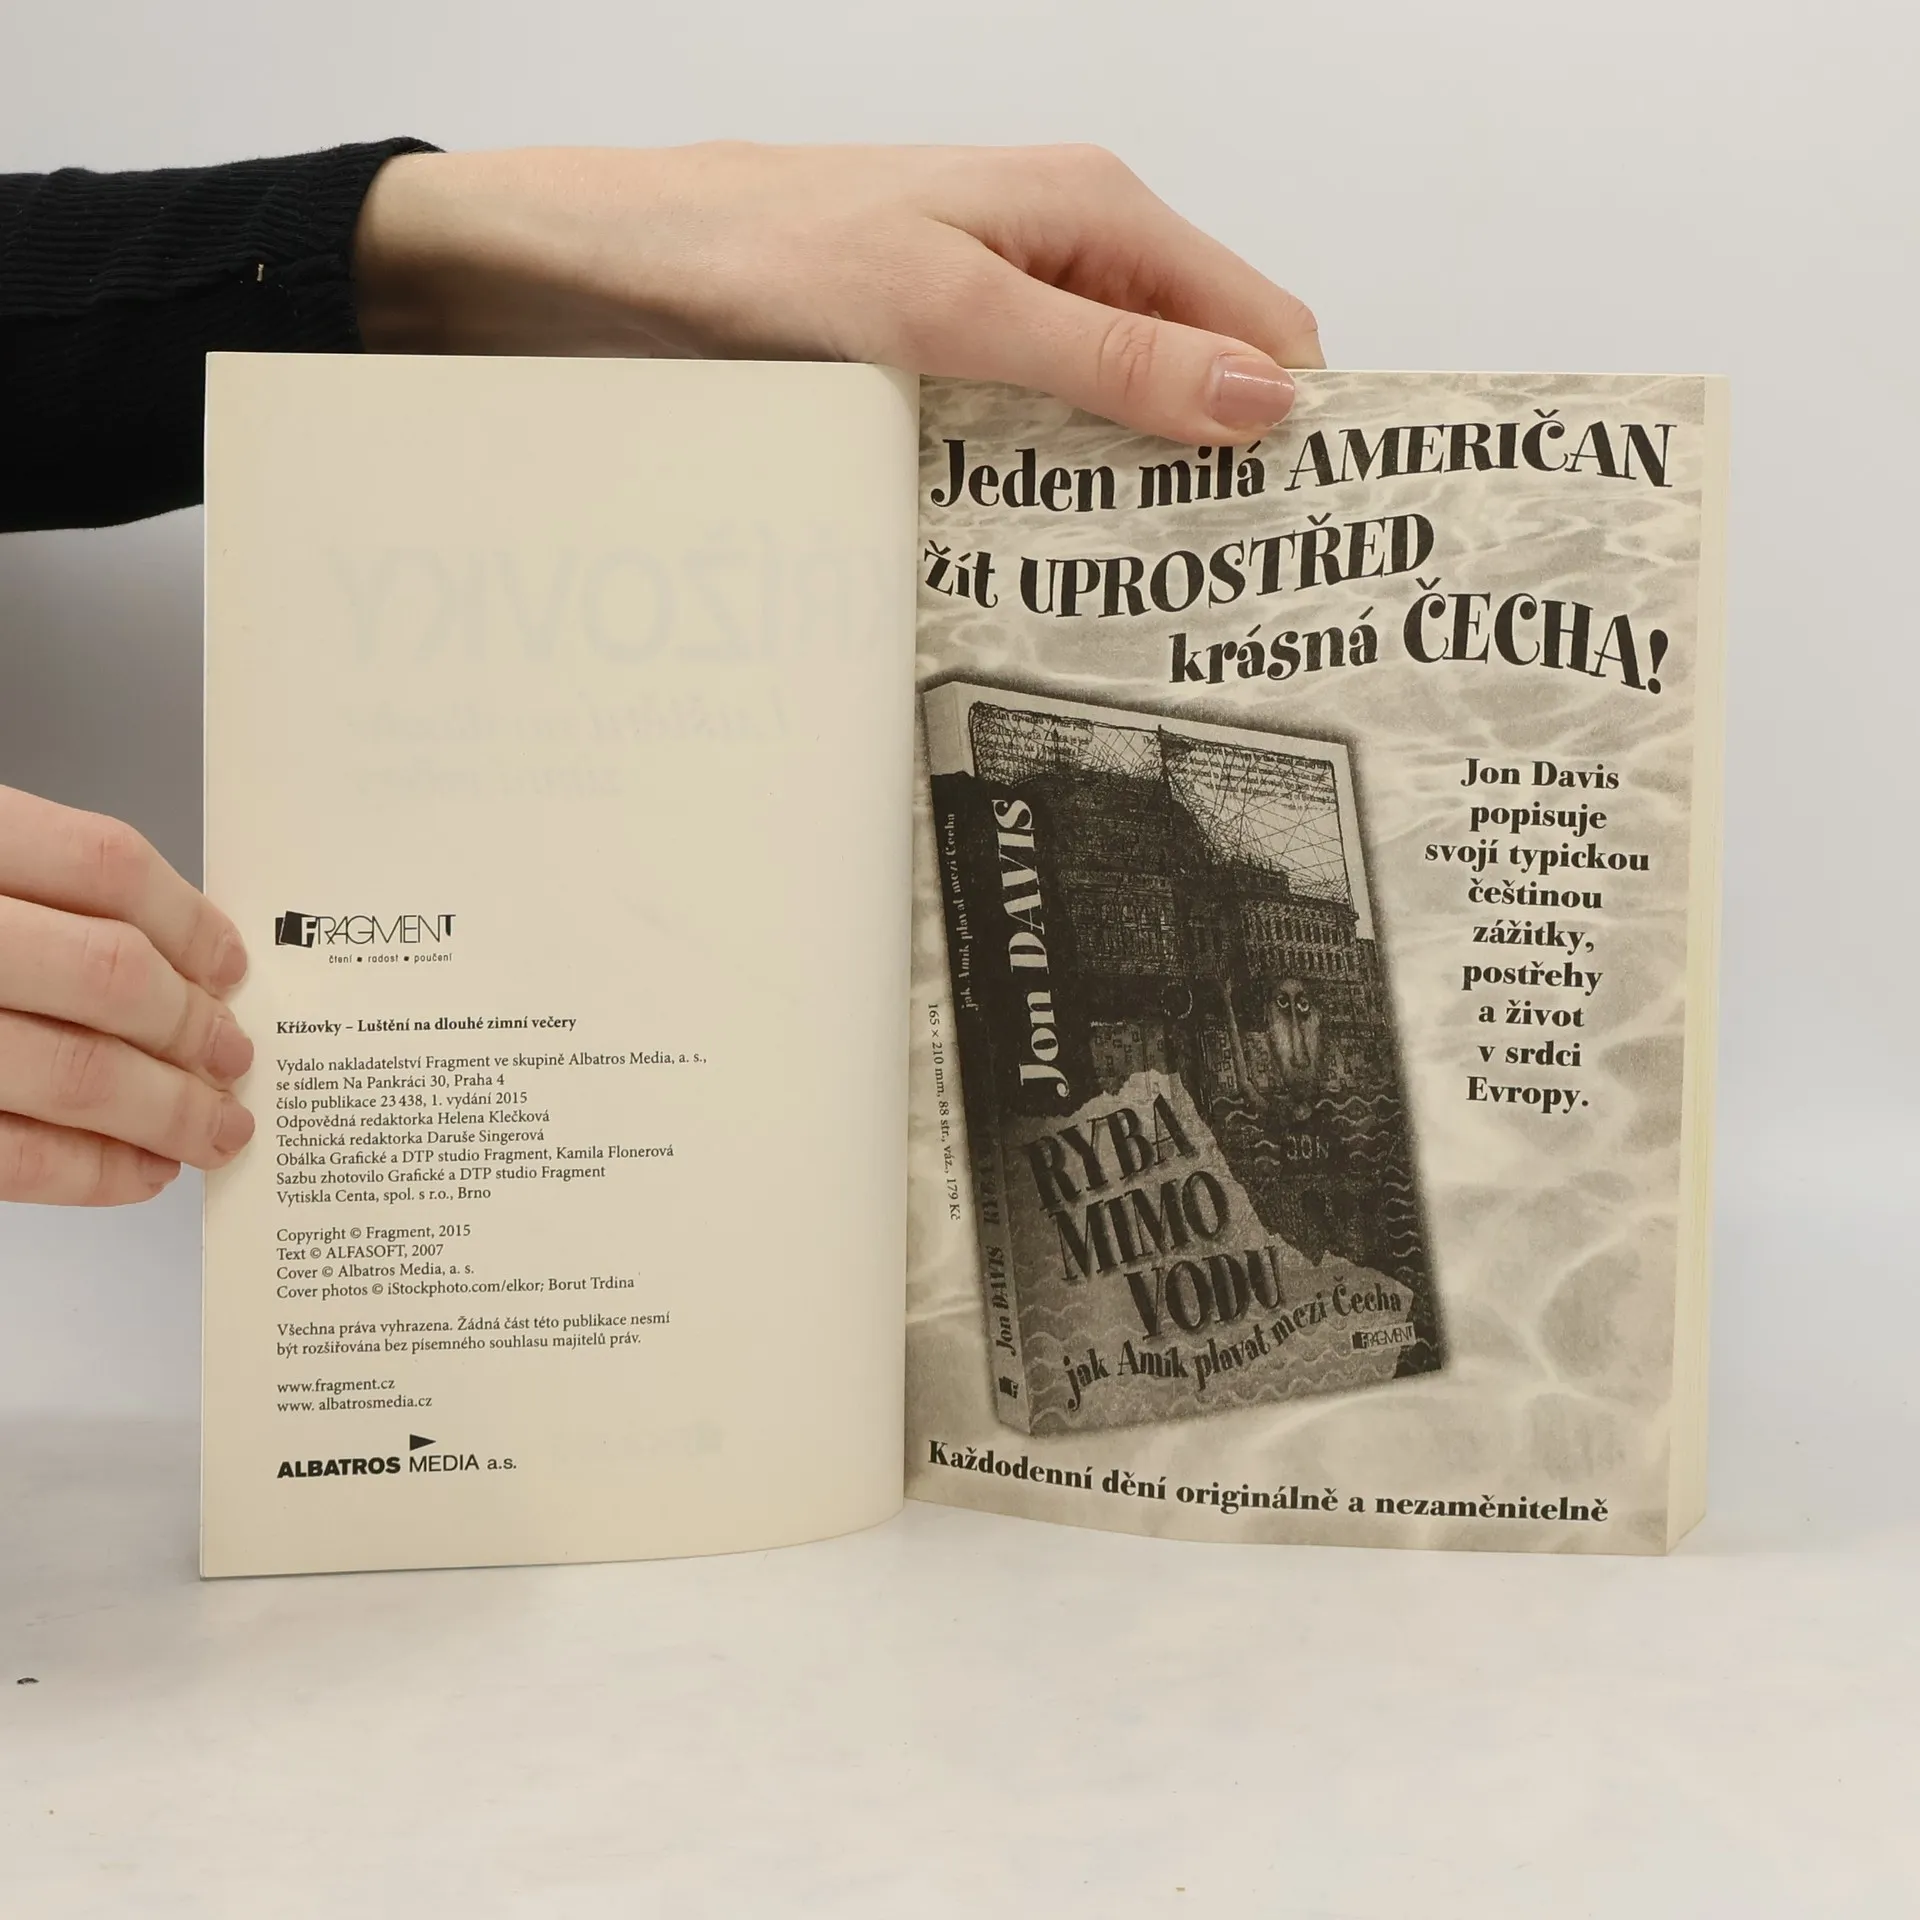 FRAGMENT
čtení • radost • poučení
Křížovky – Luštění na dlouhé zimní večery
Vydalo nakladatelství Fragment ve skupině Albatros Media, a. s.,
se sídlem Na Pankráci 30, Praha 4
číslo publikace 23 438, 1. vydání 2015
Odpovědná redaktorka Helena Klečková
Technická redaktorka Daruše Singerová
Obálka Grafické a DTP studio Fragment, Kamila Flonerová
Sazbu zhotovilo Grafické a DTP studio Fragment
Vytiskla Centa, spol. s r.o., Brno
Copyright © Fragment, 2015
Text © ALFASOFT, 2007
Cover © Albatros Media, a. s.
Cover photos © iStockphoto.com/elkor; Borut Trdina
Všechna práva vyhrazena. Žádná část této publikace nesmí
být rozšiřována bez písemného souhlasu majitelů práv.
www.fragment.cz
www. albatrosmedia.cz
ALBATROS MEDIA a.s.
Jeden milá AMERIČAN
žít UPROSTŘED
krásná ČECHA!
Jon Davis
popisuje
svojí typickou
češtinou
zážitky,
postřehy
a život
v srdci
Evropy.
165 × 210 mm, 88 str., váz., 179 Kč
Jon DAVIS
jak Amík plavat mezi Čecha
Jon DAVIS
JON
RYBA
MIMO
VODU
jak Amík plavat mezi Čecha
FRAGMENT
Každodenní dění originálně a nezaměnitelně